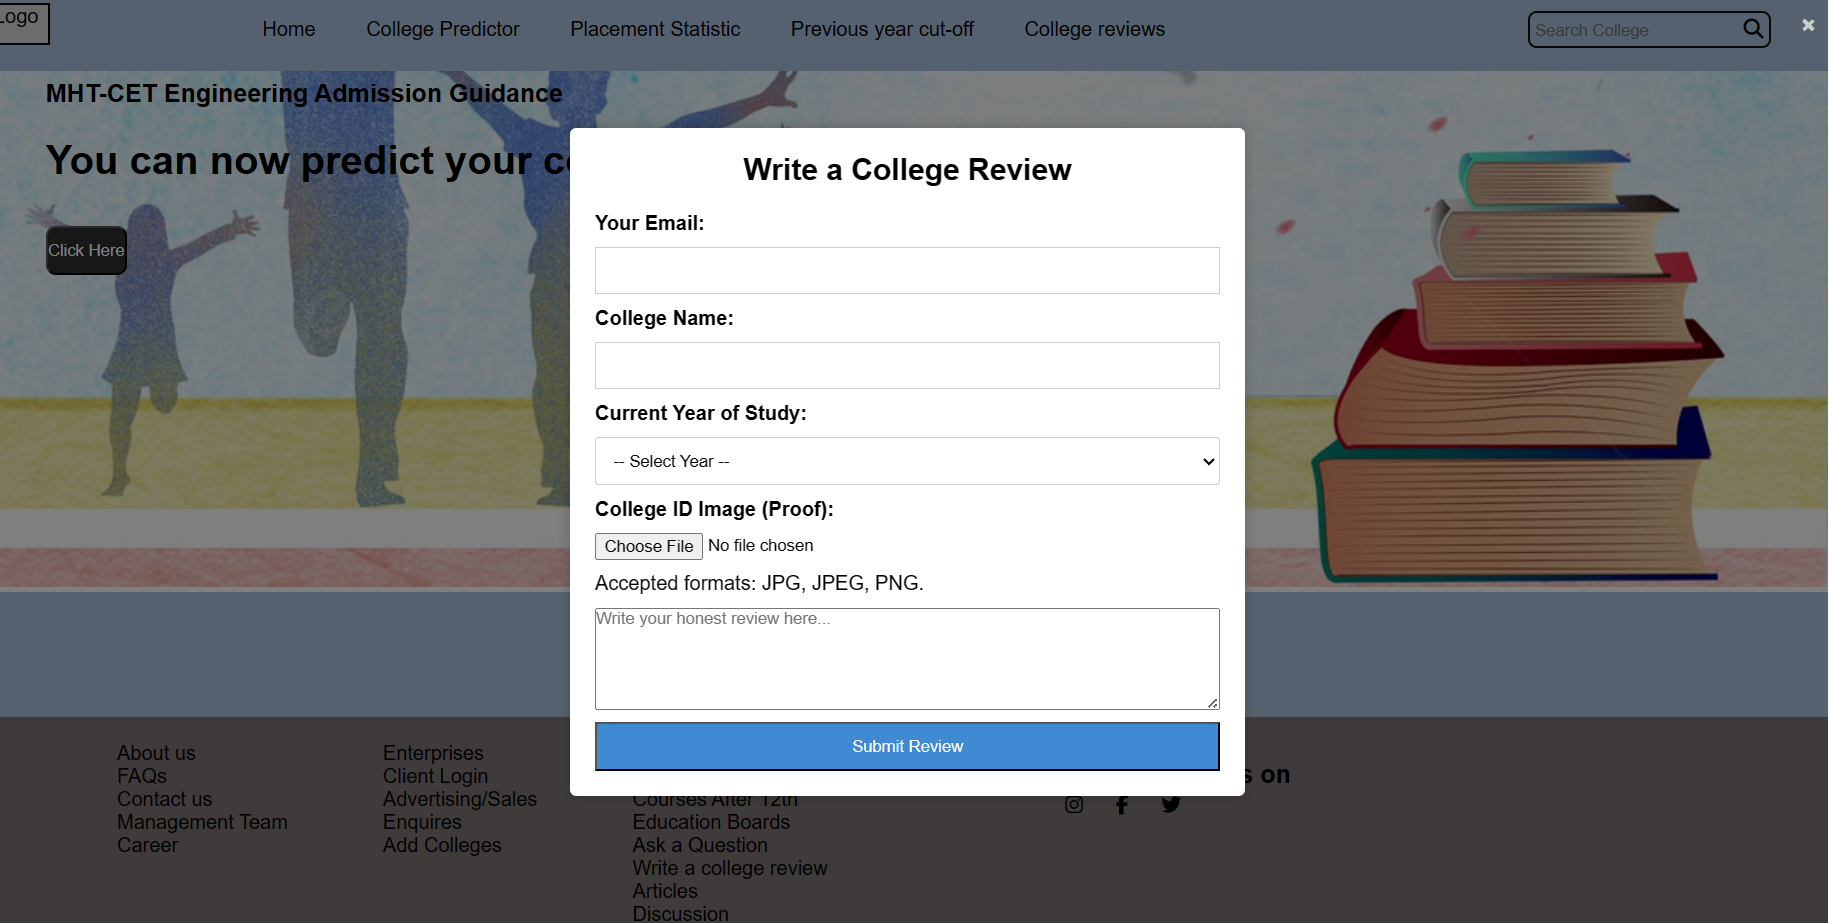 Logo
Home College Predictor Placement Statistic Previous year cut-off College reviews Search College ×
MHT-CET Engineering Admission Guidance
You can now predict your
Click Here
Write a College Review
Your Email:
College Name:
Current Year of Study:
-- Select Year --
College ID Image (Proof):
Choose File No file chosen
Accepted formats: JPG, JPEG, PNG.
Write your honest review here...
Submit Review
About us
FAQs
Contact us
Management Team
Career
Enterprises
Client Login
Advertising/Sales
Enquires
Add Colleges
Courses After 12th
Education Boards
Ask a Question
Write a college review
Articles
Discussion
on